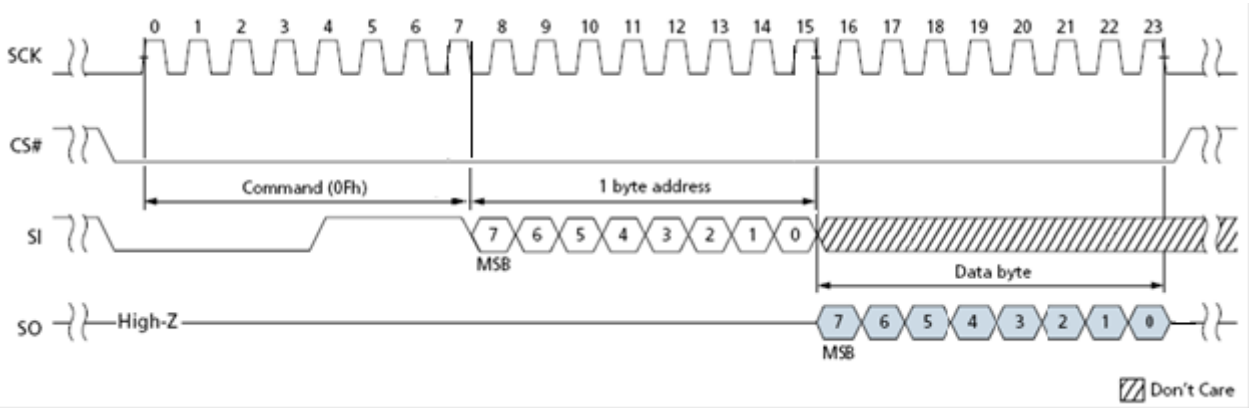 0 1 2 3 4 5 6 7 8 9 10 11 12 13 14 15 16 17 18 19 20 21 22 23
SCK
CS#
Command (0Fh) 1 byte address
SI 7 6 5 4 3 2 1 0
MSB
Data byte
SO High-Z 7 6 5 4 3 2 1 0
MSB
Don't Care